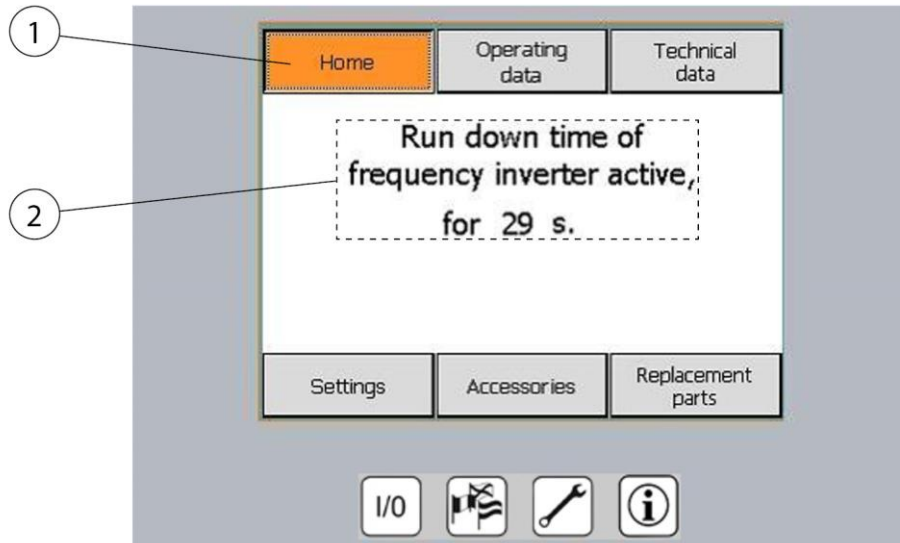 1
Home
Operating
data
Technical
data
Run down time of
frequency inverter active,
for 29 s.
2
Settings
Accessories
Replacement
parts
I/0
i